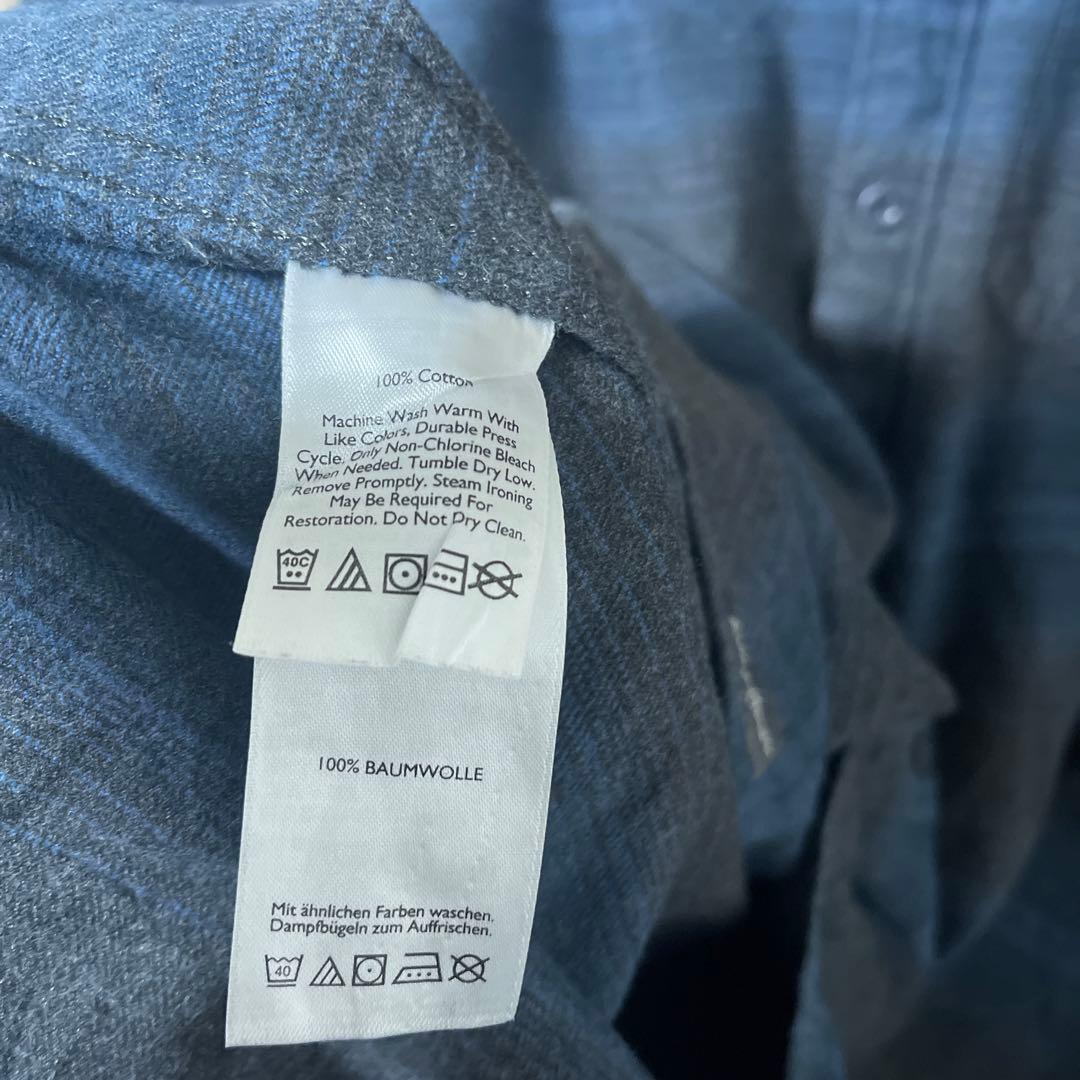 100% Cotton
Machine Wash Warm With
Like Colors, Durable Press
Cycle. Only Non-Chlorine Bleach
When Needed. Tumble Dry Low.
Remove Promptly. Steam Ironing
May Be Required For
Restoration. Do Not Dry Clean.
40C
100% BAUMWOLLE
Mit ähnlichen Farben waschen.
Dampfbügeln zum Auffrischen.
40